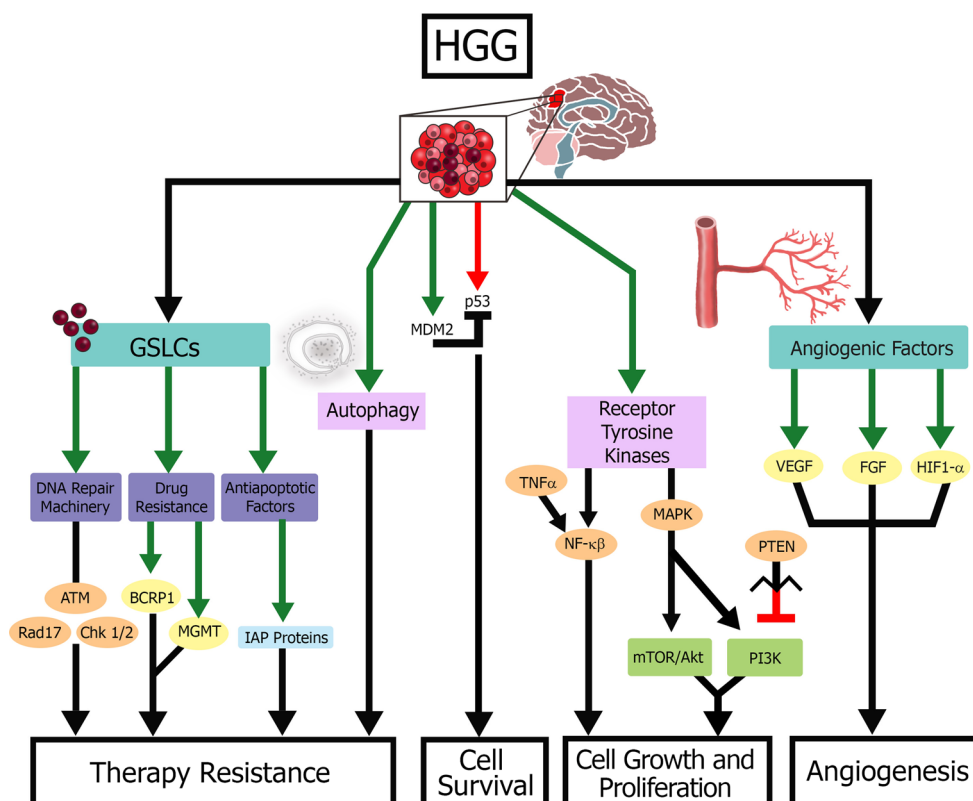 HGG
p53
MDM2
GSLCs
Angiogenic Factors
Autophagy
Receptor
Tyrosine
Kinases
VEGF
FGF
HIF1-α
TNFα
DNA Repair
Machinery
Drug
Resistance
Antiapoptotic
Factors
MAPK
NF-κβ
PTEN
ATM
BCRP1
Rad17
Chk 1/2
MGMT
IAP Proteins
mTOR/Akt
PI3K
Therapy Resistance
Cell
Survival
Cell Growth and
Proliferation
Angiogenesis